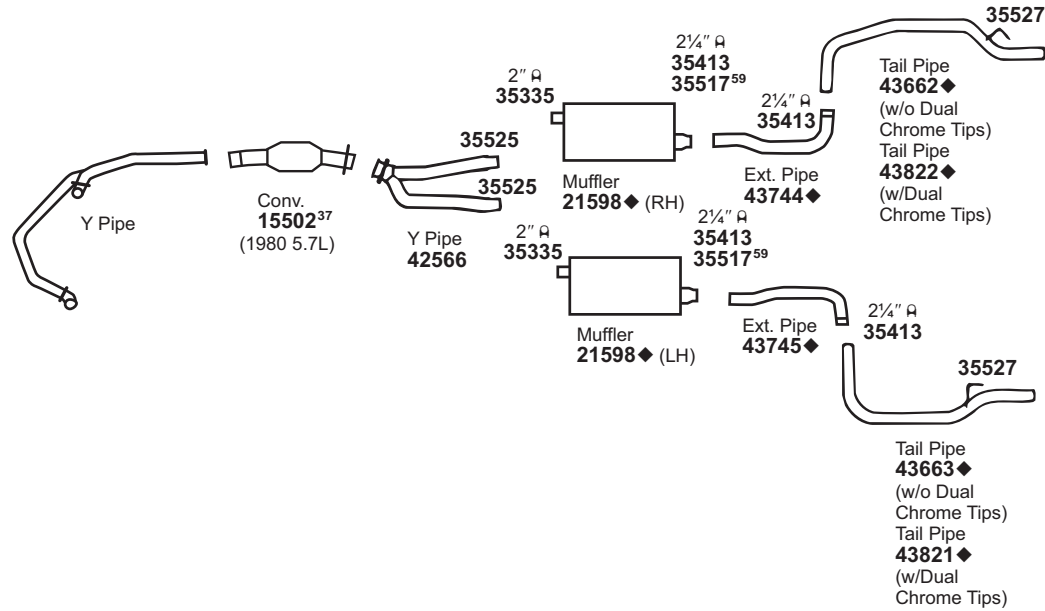 35527
Tail Pipe
43662◆
(w/o Dual
Chrome Tips)
Tail Pipe
43822◆
(w/Dual
Chrome Tips)
2¼″
35413
35517⁵⁹
2″
35335
2¼″
35413
35525
35525
Ext. Pipe
43744◆
Muffler
21598◆ (RH)
Y Pipe
Conv.
15502³⁷
(1980 5.7L)
Y Pipe
42566
2″
35335
2¼″
35413
35517⁵⁹
Muffler
21598◆ (LH)
Ext. Pipe
43745◆
2¼″
35413
35527
Tail Pipe
43663◆
(w/o Dual
Chrome Tips)
Tail Pipe
43821◆
(w/Dual
Chrome Tips)